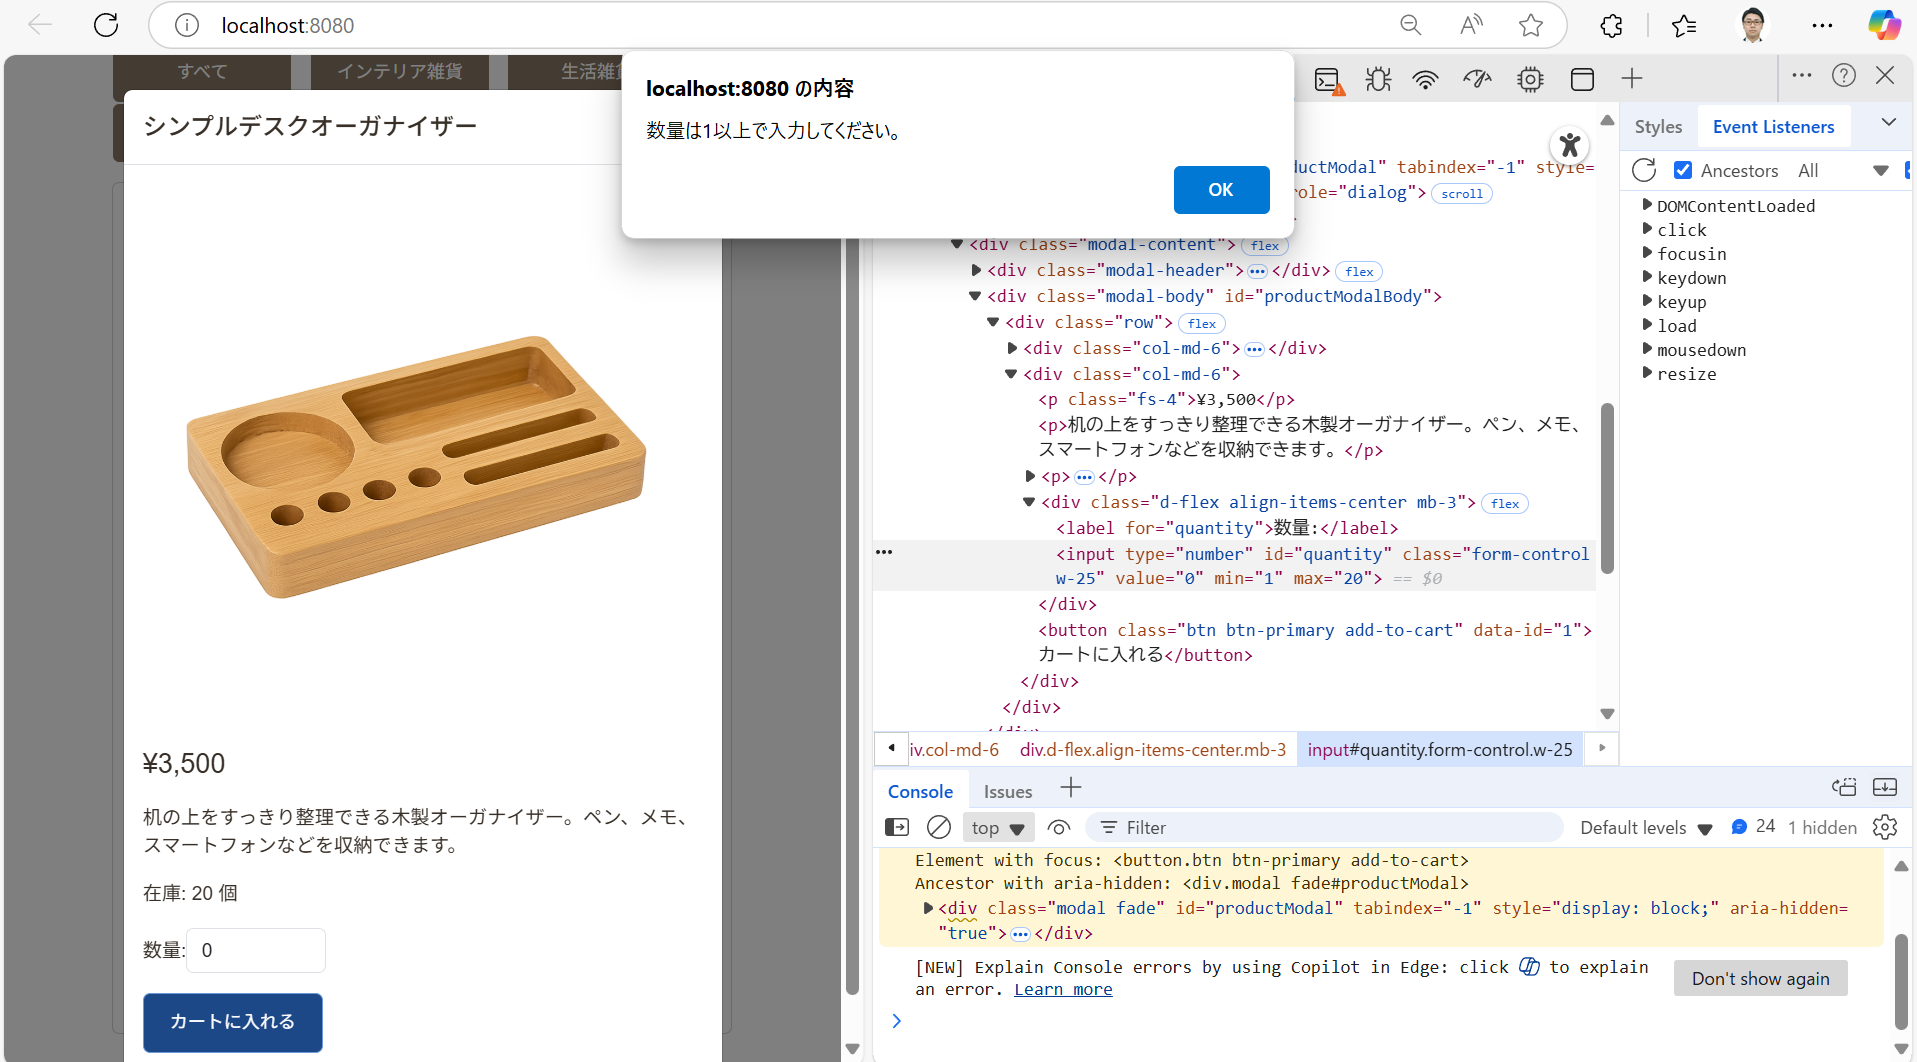 localhost:8080
すべて
インテリア雑貨
生活雑
シンプルデスクオーガナイザー
localhost:8080 の内容
数量は1以上で入力してください。
OK
¥3,500
机の上をすっきり整理できる木製オーガナイザー。ペン、メモ、
スマートフォンなどを収納できます。
在庫: 20 個
数量:
0
カートに入れる
ductModal" tabindex="-1" style=
role="dialog"> scroll
<div class="modal-content"> flex
<div class="modal-header"> ••• </div> flex
<div class="modal-body" id="productModalBody">
<div class="row"> flex
<div class="col-md-6"> ••• </div>
<div class="col-md-6">
<p class="fs-4">¥3,500</p>
<p>机の上をすっきり整理できる木製オーガナイザー。ペン、メモ、
スマートフォンなどを収納できます。</p>
<p> ••• </p>
<div class="d-flex align-items-center mb-3"> flex
<label for="quantity">数量:</label>
••• <input type="number" id="quantity" class="form-control
w-25" value="0" min="1" max="20"> == $0
</div>
<button class="btn btn-primary add-to-cart" data-id="1">
カートに入れる</button>
</div>
</div>
</div>
iv.col-md-6 div.d-flex.align-items-center.mb-3 input#quantity.form-control.w-25
Styles Event Listeners
Ancestors All
DOMContentLoaded
click
focusin
keydown
keyup
load
mousedown
resize
Console Issues
top Filter Default levels 24 1 hidden
Element with focus: <button.btn btn-primary add-to-cart>
Ancestor with aria-hidden: <div.modal fade#productModal>
<div class="modal fade" id="productModal" tabindex="-1" style="display: block;" aria-hidden=
"true"> ••• </div>
[NEW] Explain Console errors by using Copilot in Edge: click to explain
an error. Learn more
Don't show again